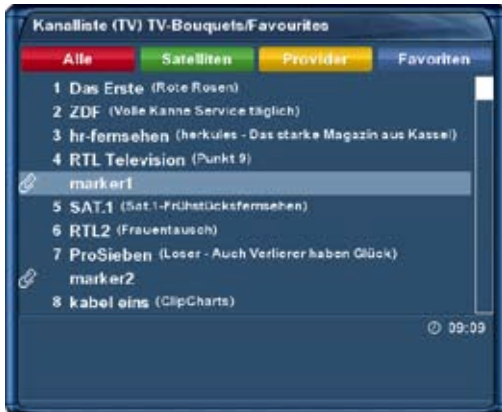 Kanalliste (TV) TV-Bouquets/Favourites
Alle Satelliten Provider Favoriten
1 Das Erste (Rote Rosen)
2 ZDF (Volle Kanne Service täglich)
3 hr-fernsehen (herkules - Das starke Magazin aus Kassel)
4 RTL Television (Punkt 9)
marker1
5 SAT.1 (Sat.1-Frühstücksfernsehen)
6 RTL2 (Frauentausch)
7 ProSieben (Loser - Auch Verlierer haben Glück)
marker2
8 kabel eins (ClipCharts)
09:09